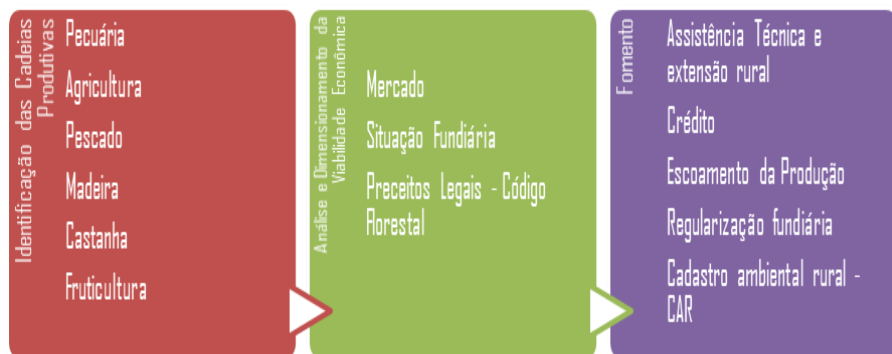 Identificação das Cadeias
Produtivas
Pecuária
Agricultura
Pescado
Madeira
Castanha
Fruticultura
Análise e Dimensionamento da
Viabilidade Econômica
Mercado
Situação Fundiária
Preceitos Legais - Código
Florestal
Fomento
Assistência Técnica e
extensão rural
Crédito
Escoamento da Produção
Regularização fundiária
Cadastro ambiental rural -
CAR